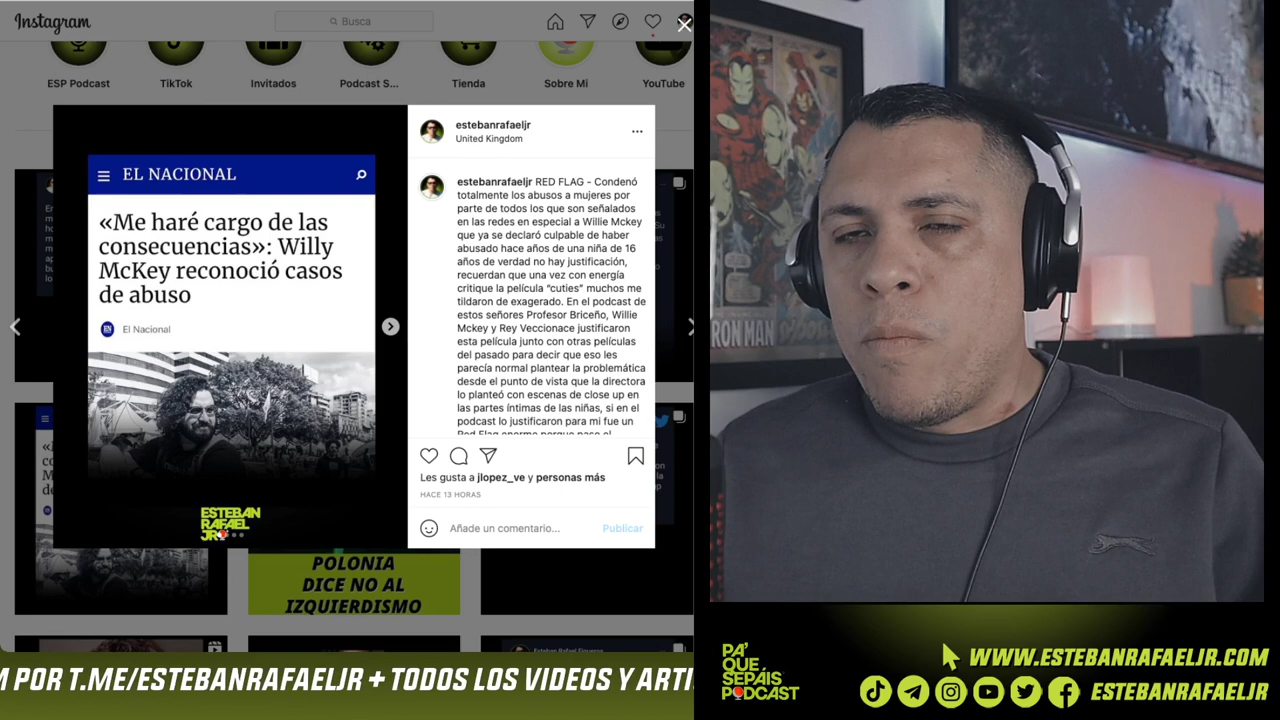 Instagram
Busca
ESP Podcast
TikTok
Invitados
Podcast S...
Tienda
Sobre Mi
YouTube
EL NACIONAL
«Me haré cargo de las
consecuencias»: Willy
McKey reconoció casos
de abuso
El Nacional
ESTEBAN
RAFAEL
JR
estebanrafaeljr
United Kingdom
estebanrafaeljr RED FLAG - Condenó
totalmente los abusos a mujeres por
parte de todos los que son señalados
en las redes en especial a Willie Mckey
que ya se declaró culpable de haber
abusado hace años de una niña de 16
años de verdad no hay justificación,
recuerdan que una vez con energía
critique la película “cuties” muchos me
tildaron de exagerado. En el podcast de
estos señores Profesor Briceño, Willie
Mckey y Rey Veccionace justificaron
esta película junto con otras películas
del pasado para decir que eso les
parecía normal plantear la problemática
desde el punto de vista que la directora
lo planteó con escenas de close up en
las partes íntimas de las niñas, si en el
podcast lo justificaron para mi fue un
Red Flag enorme porque paso el
Les gusta a jlopez_ve y personas más
HACE 13 HORAS
Añade un comentario...
Publicar
POLONIA
DICE NO AL
IZQUIERDISMO
IRON MAN
M POR T.ME/ESTEBANRAFAELJR + TODOS LOS VIDEOS Y ARTI
PA'
QUE
SEPÁIS
PODCAST
WWW.ESTEBANRAFAELJR.COM
ESTEBANRAFAELJR